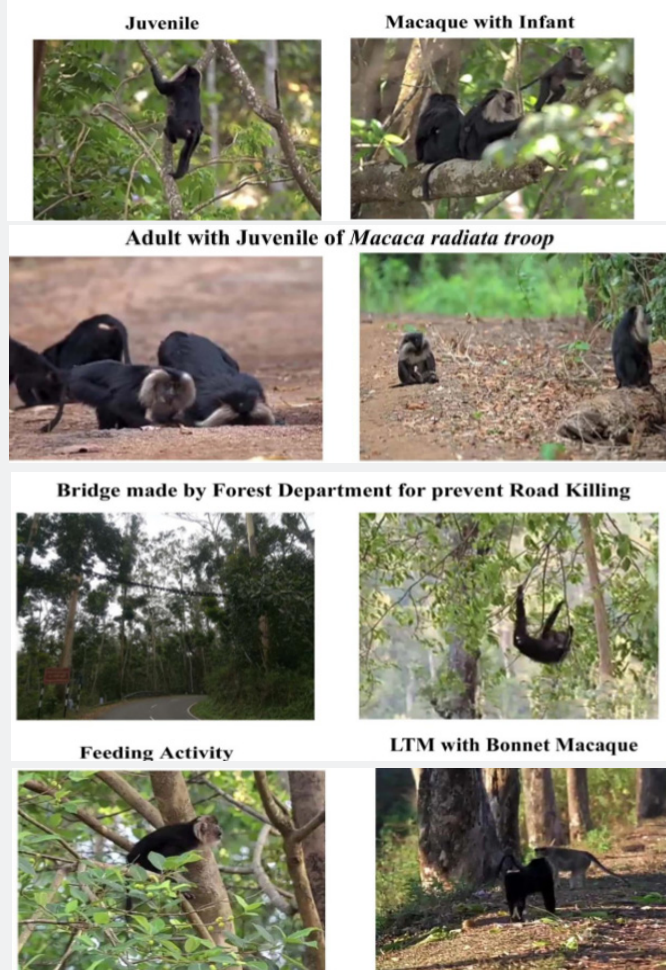 Juvenile
Macaque with Infant
Adult with Juvenile of Macaca radiata troop
Bridge made by Forest Department for prevent Road Killing
Feeding Activity
LTM with Bonnet Macaque